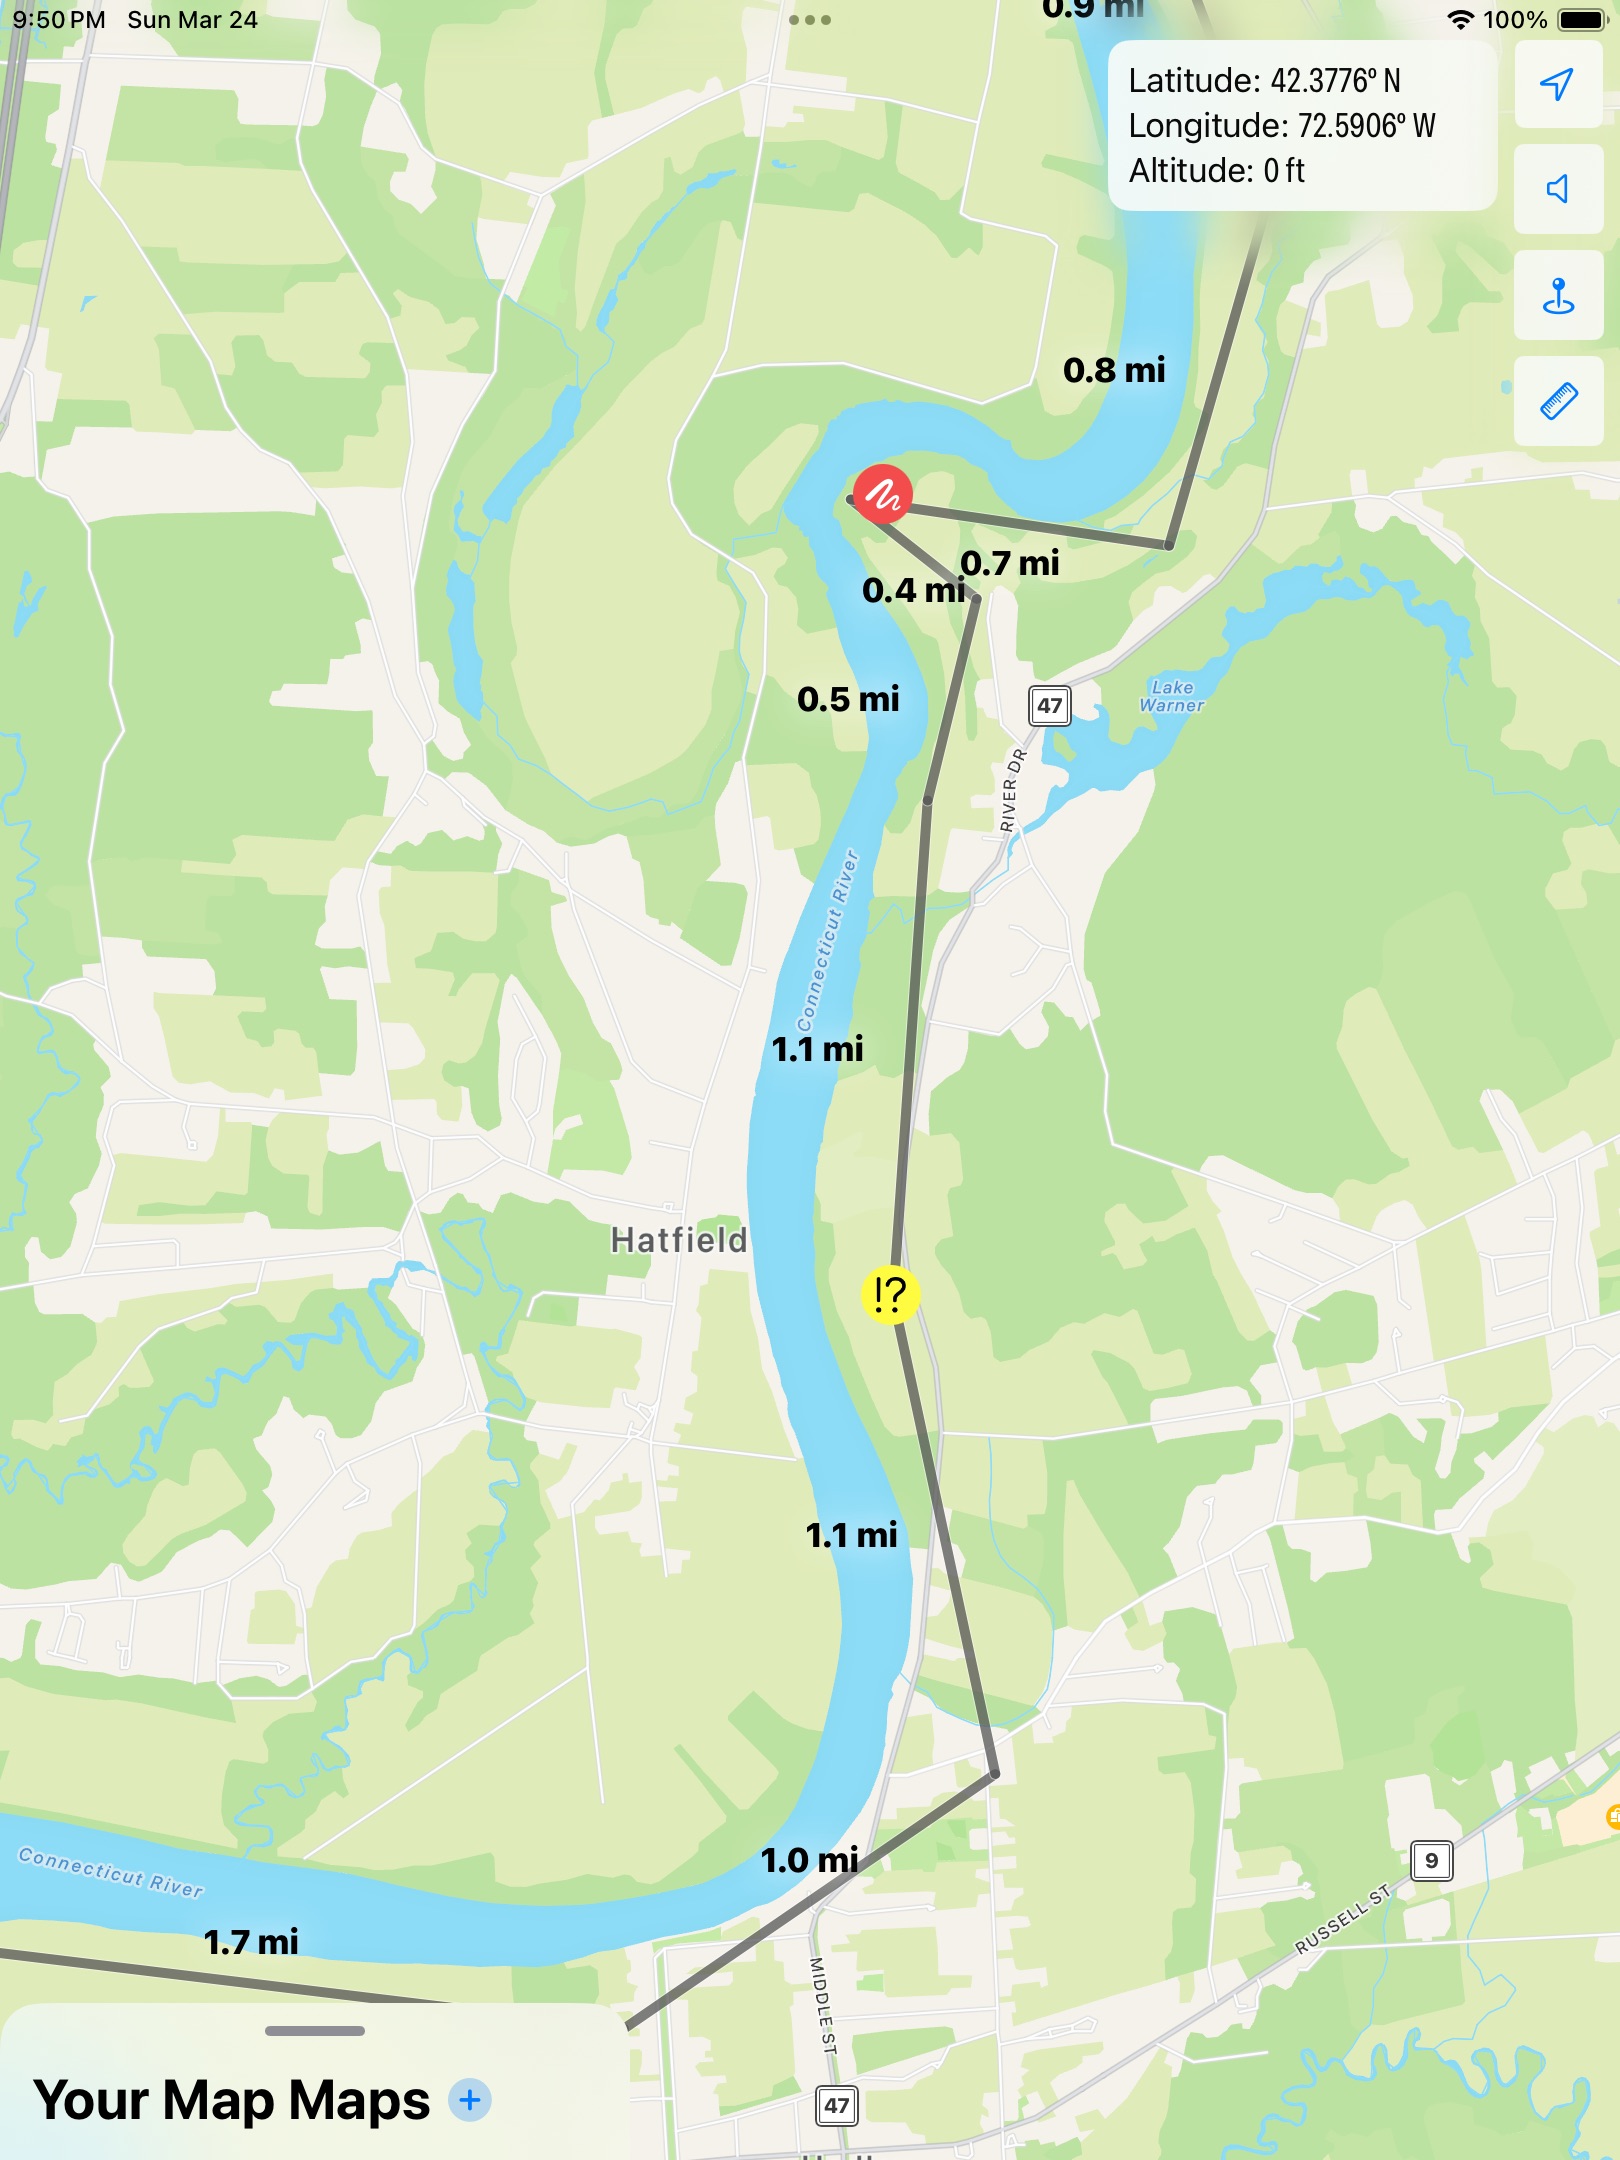 9:50 PM Sun Mar 24
100%
0.9 mi
Latitude: 42.3776º N
Longitude: 72.5906º W
Altitude: 0 ft
0.8 mi
0.7 mi
0.4 mi
0.5 mi
47
Lake
Warner
RIVER DR
Connecticut River
1.1 mi
Hatfield
!?
1.1 mi
1.0 mi
9
RUSSELL ST
Connecticut River
1.7 mi
MIDDLE ST
Your Map Maps
47